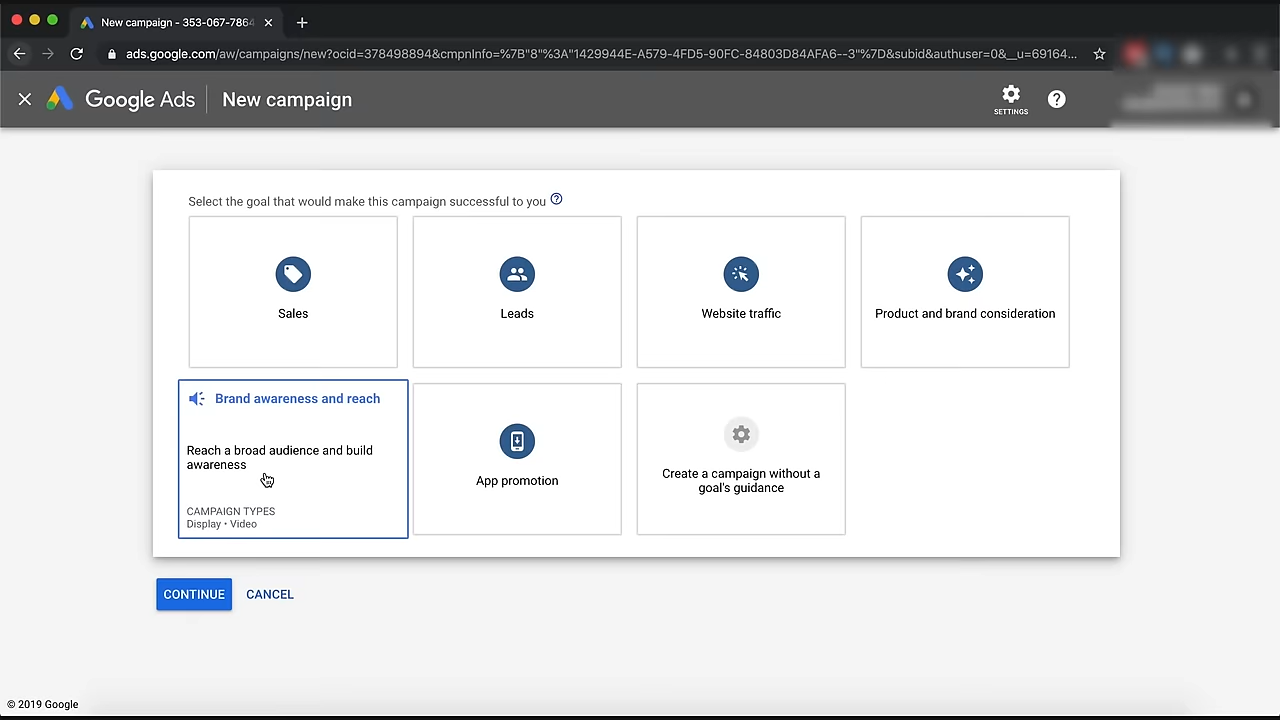 New campaign - 353-067-7864
ads.google.com/aw/campaigns/new?ocid=378498894&cmpnInfo=%7B"8"%3A"1429944E-A579-4FD5-90FC-84803D84AFA6--3"%7D&subid&authuser=0&__u=69164...
Google Ads
New campaign
SETTINGS
Select the goal that would make this campaign successful to you
Sales
Leads
Website traffic
Product and brand consideration
Brand awareness and reach
Reach a broad audience and build
awareness
CAMPAIGN TYPES
Display • Video
App promotion
Create a campaign without a
goal's guidance
CONTINUE
CANCEL
© 2019 Google